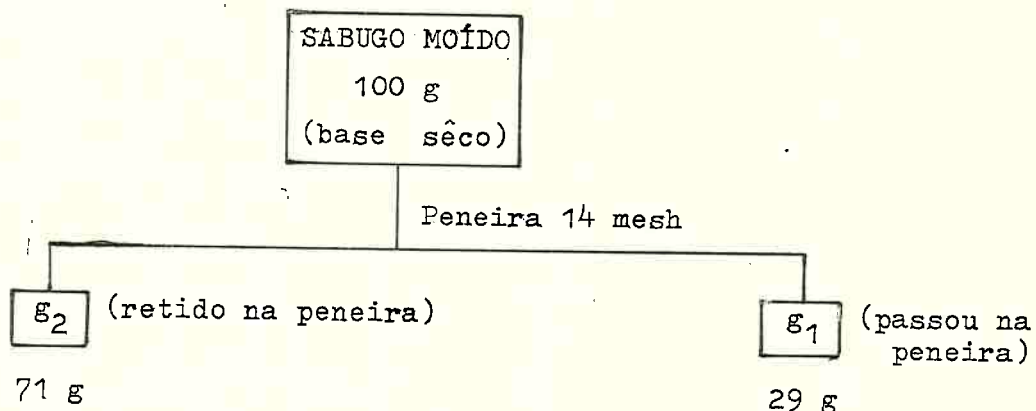 SABUGO MOÍDO
100 g
(base sêco)
Peneira 14 mesh
g₂ (retido na peneira)
g₁ (passou na
peneira)
71 g
29 g